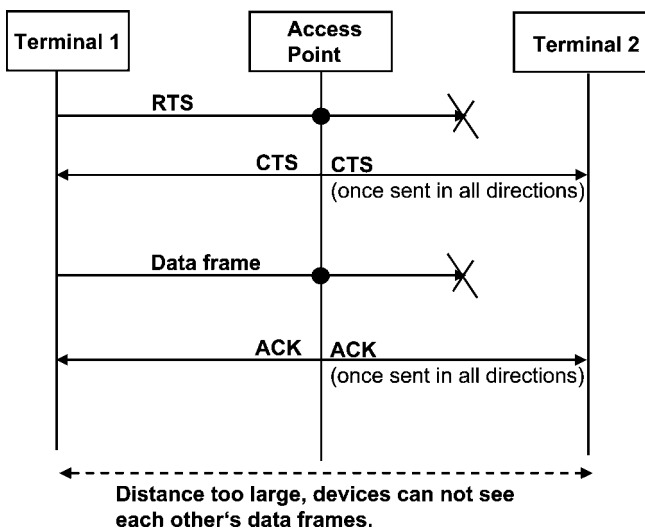 Terminal 1
Access
Point
Terminal 2
RTS
CTS
CTS
(once sent in all directions)
Data frame
ACK
ACK
(once sent in all directions)
Distance too large, devices can not see
each other‘s data frames.